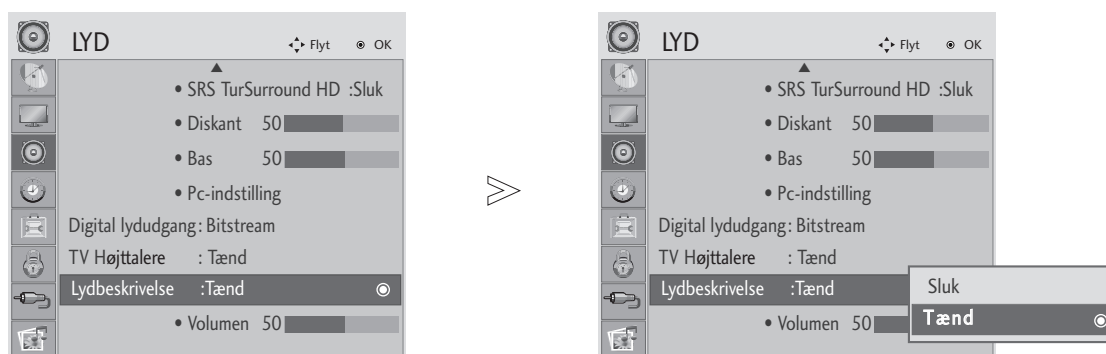 LYD
Flyt
OK
• SRS TurSurround HD :Sluk
• Diskant 50
• Bas 50
• Pc-indstilling
Digital lydudgang : Bitstream
TV Højttalere : Tænd
Lydbeskrivelse :Tænd
• Volumen 50
LYD
Flyt
OK
• SRS TurSurround HD :Sluk
• Diskant 50
• Bas 50
• Pc-indstilling
Digital lydudgang : Bitstream
TV Højttalere : Tænd
Lydbeskrivelse :Tænd
• Volumen 50
Sluk
Tænd